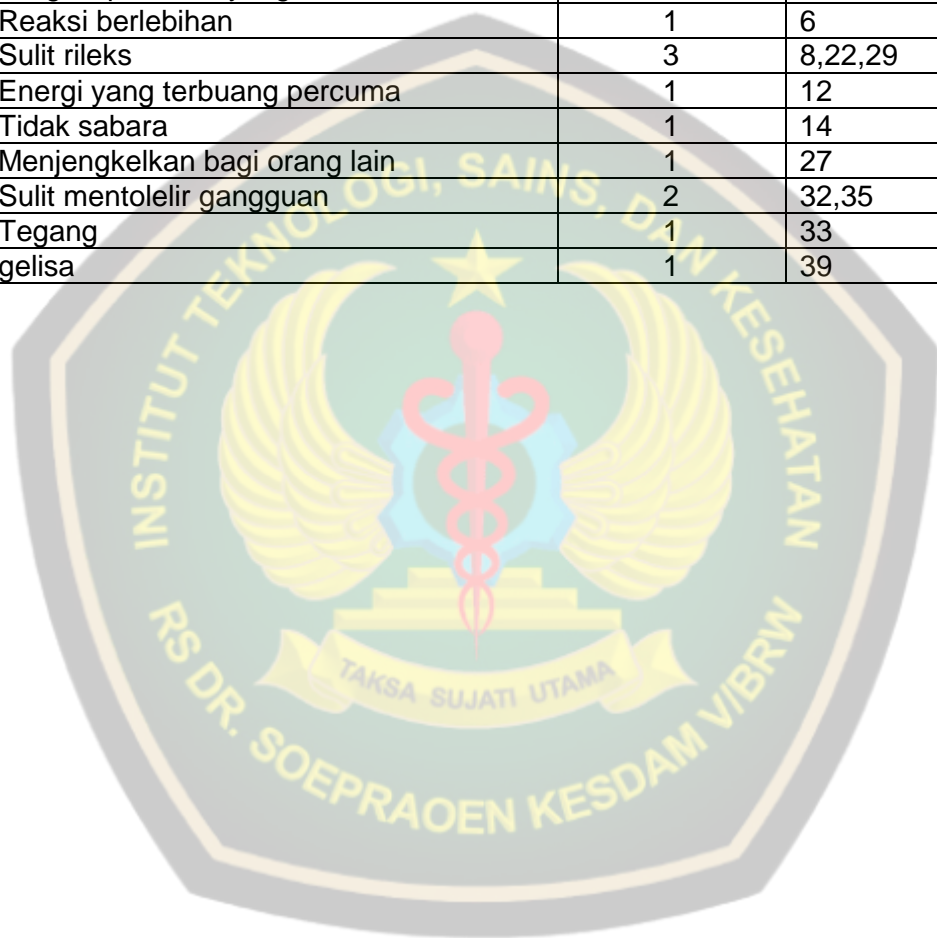 Reaksi berlebihan 1 6
Sulit rileks 3 8,22,29
Energi yang terbuang percuma 1 12
Tidak sabara 1 14
Menjengkelkan bagi orang lain 1 27
Sulit mentolelir gangguan 2 32,35
Tegang 1 33
gelisa 1 39
INSTITUT TEKNOLOGI, SAINS, DAN KESEHATAN
TAKSA SUJATI UTAMA
RS DR. SOEPRAOEN KESDAM V/BRW